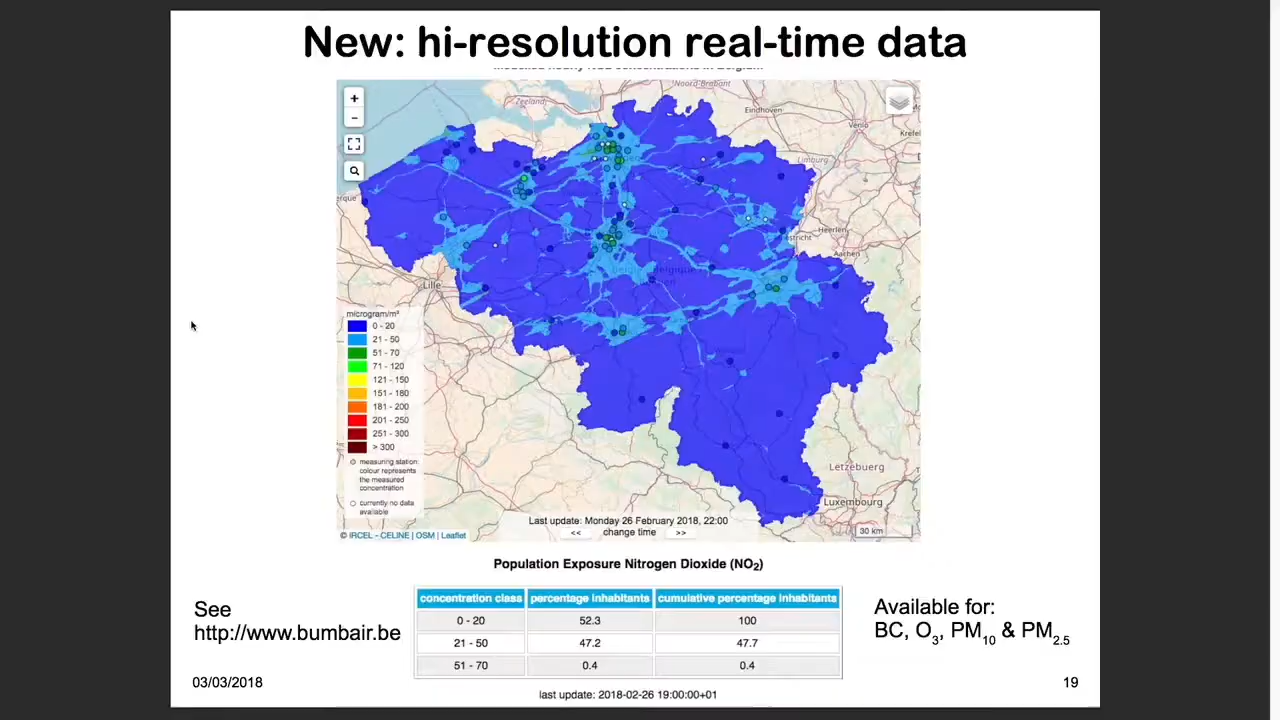 New: hi-resolution real-time data
Noord-Brabant
Zeeland
Eindhoven
Venlo
Limburg
Heerlen
Aachen
Lille
België
Belgique
+
−
microgram/m³
0 - 20
21 - 50
51 - 70
71 - 120
121 - 150
151 - 180
181 - 200
201 - 250
251 - 300
> 300
measuring station:
colour represents
the measured
concentration
currently no data
available
Letzebuerg
Luxembourg
Last update: Monday 26 February 2018, 22:00
<< change time >>
30 km
© IRCEL - CELINE | OSM | Leaflet
Population Exposure Nitrogen Dioxide (NO₂)
concentration class percentage inhabitants cumulative percentage inhabitants
0 - 20 52.3 100
21 - 50 47.2 47.7
51 - 70 0.4 0.4
last update: 2018-02-26 19:00:00+01
See
http://www.bumbair.be
Available for:
BC, O₃, PM₁₀ & PM₂.₅
03/03/2018
19